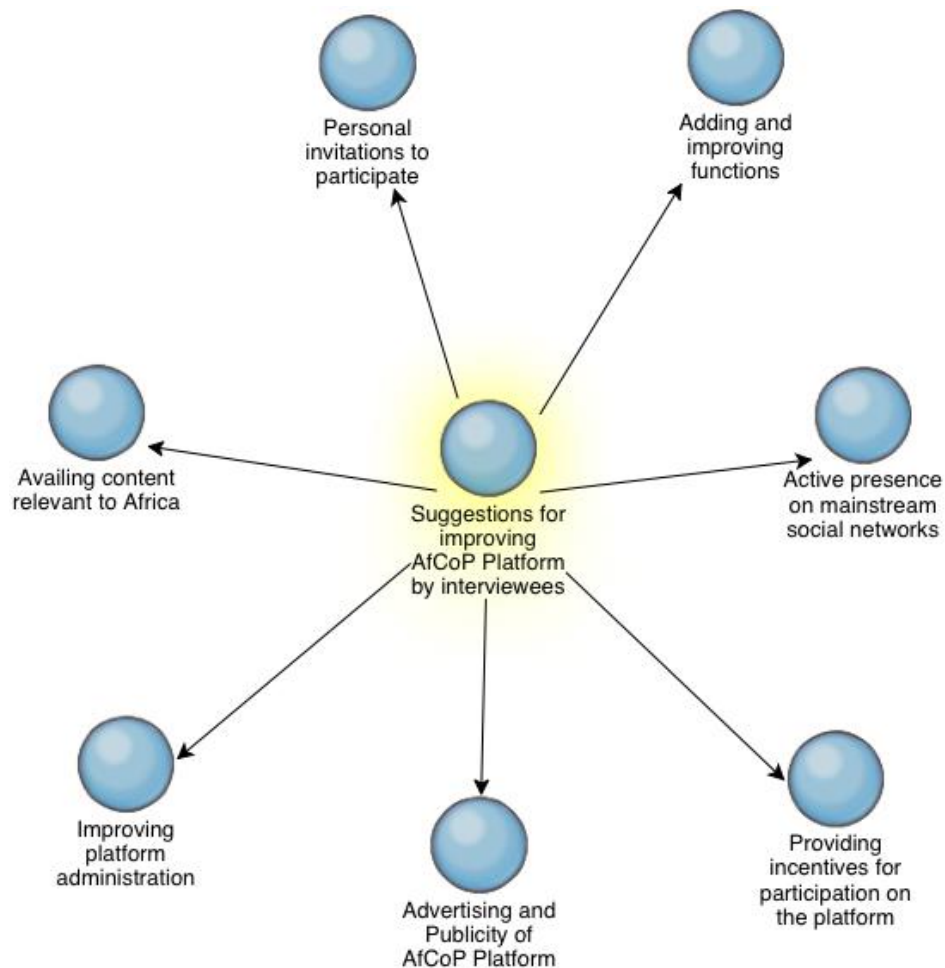 Personal
invitations to
participate
Adding and
improving
functions
Availing content
relevant to Africa
Suggestions for
improving
AfCoP Platform
by interviewees
Active presence
on mainstream
social networks
Improving
platform
administration
Advertising and
Publicity of
AfCoP Platform
Providing
incentives for
participation on
the platform